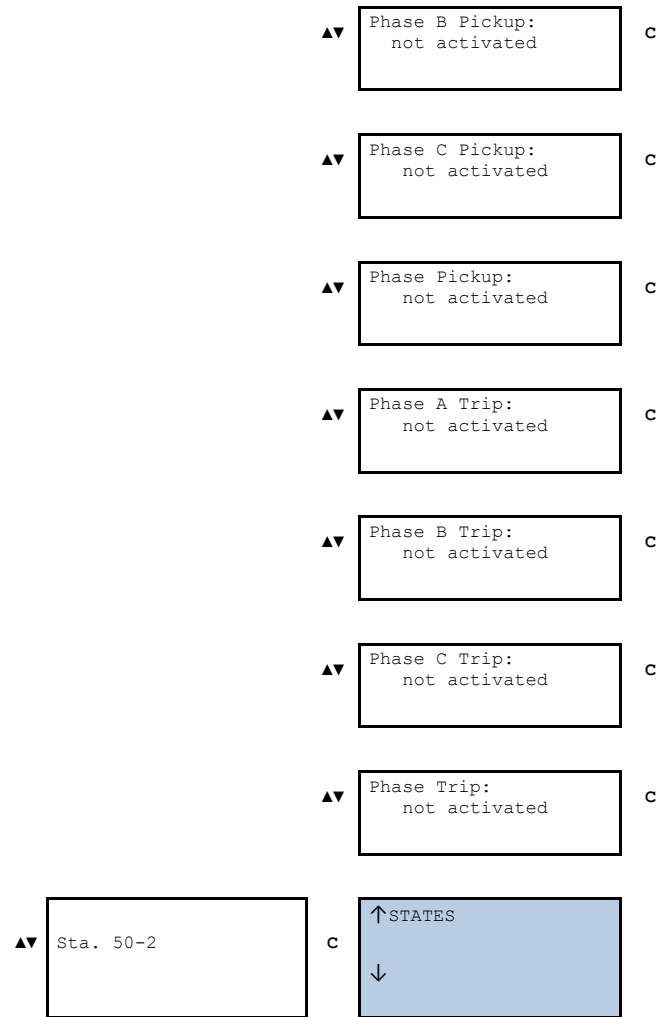 ▲▼ Phase B Pickup: C
not activated
▲▼ Phase C Pickup: C
not activated
▲▼ Phase Pickup: C
not activated
▲▼ Phase A Trip: C
not activated
▲▼ Phase B Trip: C
not activated
▲▼ Phase C Trip: C
not activated
▲▼ Phase Trip: C
not activated
↑STATES
▲▼ Sta. 50-2 C
↓